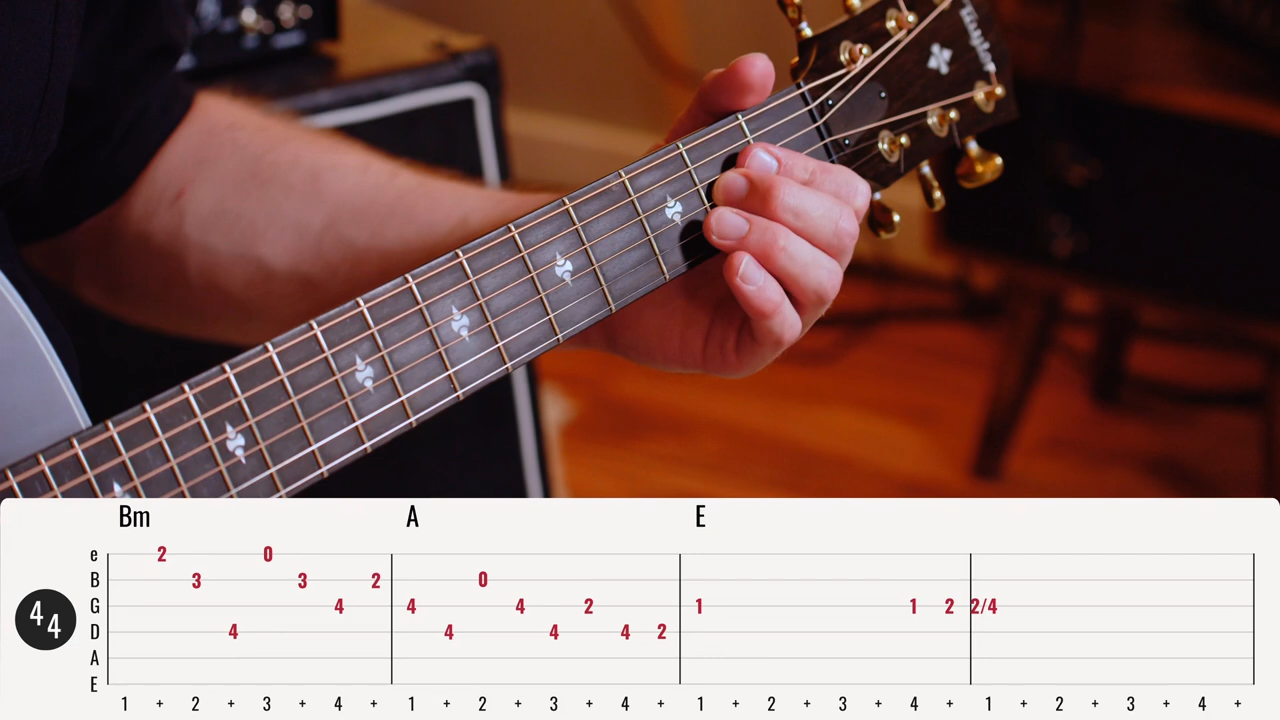 Taylor
Bm A E
e 2 0
B 3 3 2 0
G 4 4 4 2 1 1 2 2/4
D 4 4 4 4 2
A
E
4 4
1 + 2 + 3 + 4 + 1 + 2 + 3 + 4 + 1 + 2 + 3 + 4 + 1 + 2 + 3 + 4 +